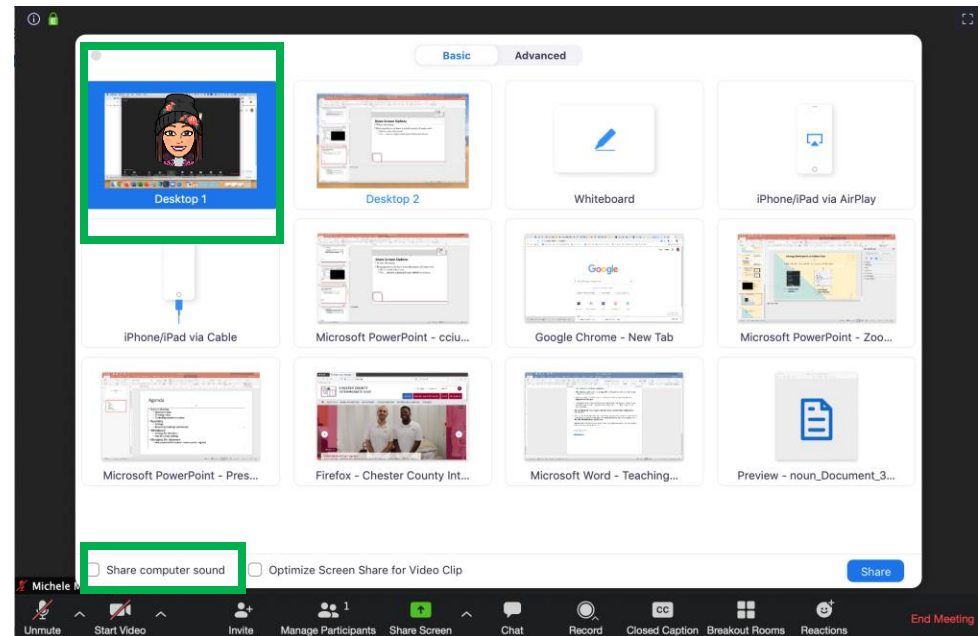 Basic Advanced
Desktop 1 Desktop 2 Whiteboard iPhone/iPad via AirPlay
Google
iPhone/iPad via Cable Microsoft PowerPoint - cciu... Google Chrome - New Tab Microsoft PowerPoint - Zoo...
Agenda
Microsoft PowerPoint - Pres... Firefox - Chester County Int... Microsoft Word - Teaching... Preview - noun_Document_3...
Share computer sound Optimize Screen Share for Video Clip Share
Michele
1 CC
Unmute Start Video Invite Manage Participants Share Screen Chat Record Closed Caption Breakout Rooms Reactions End Meeting